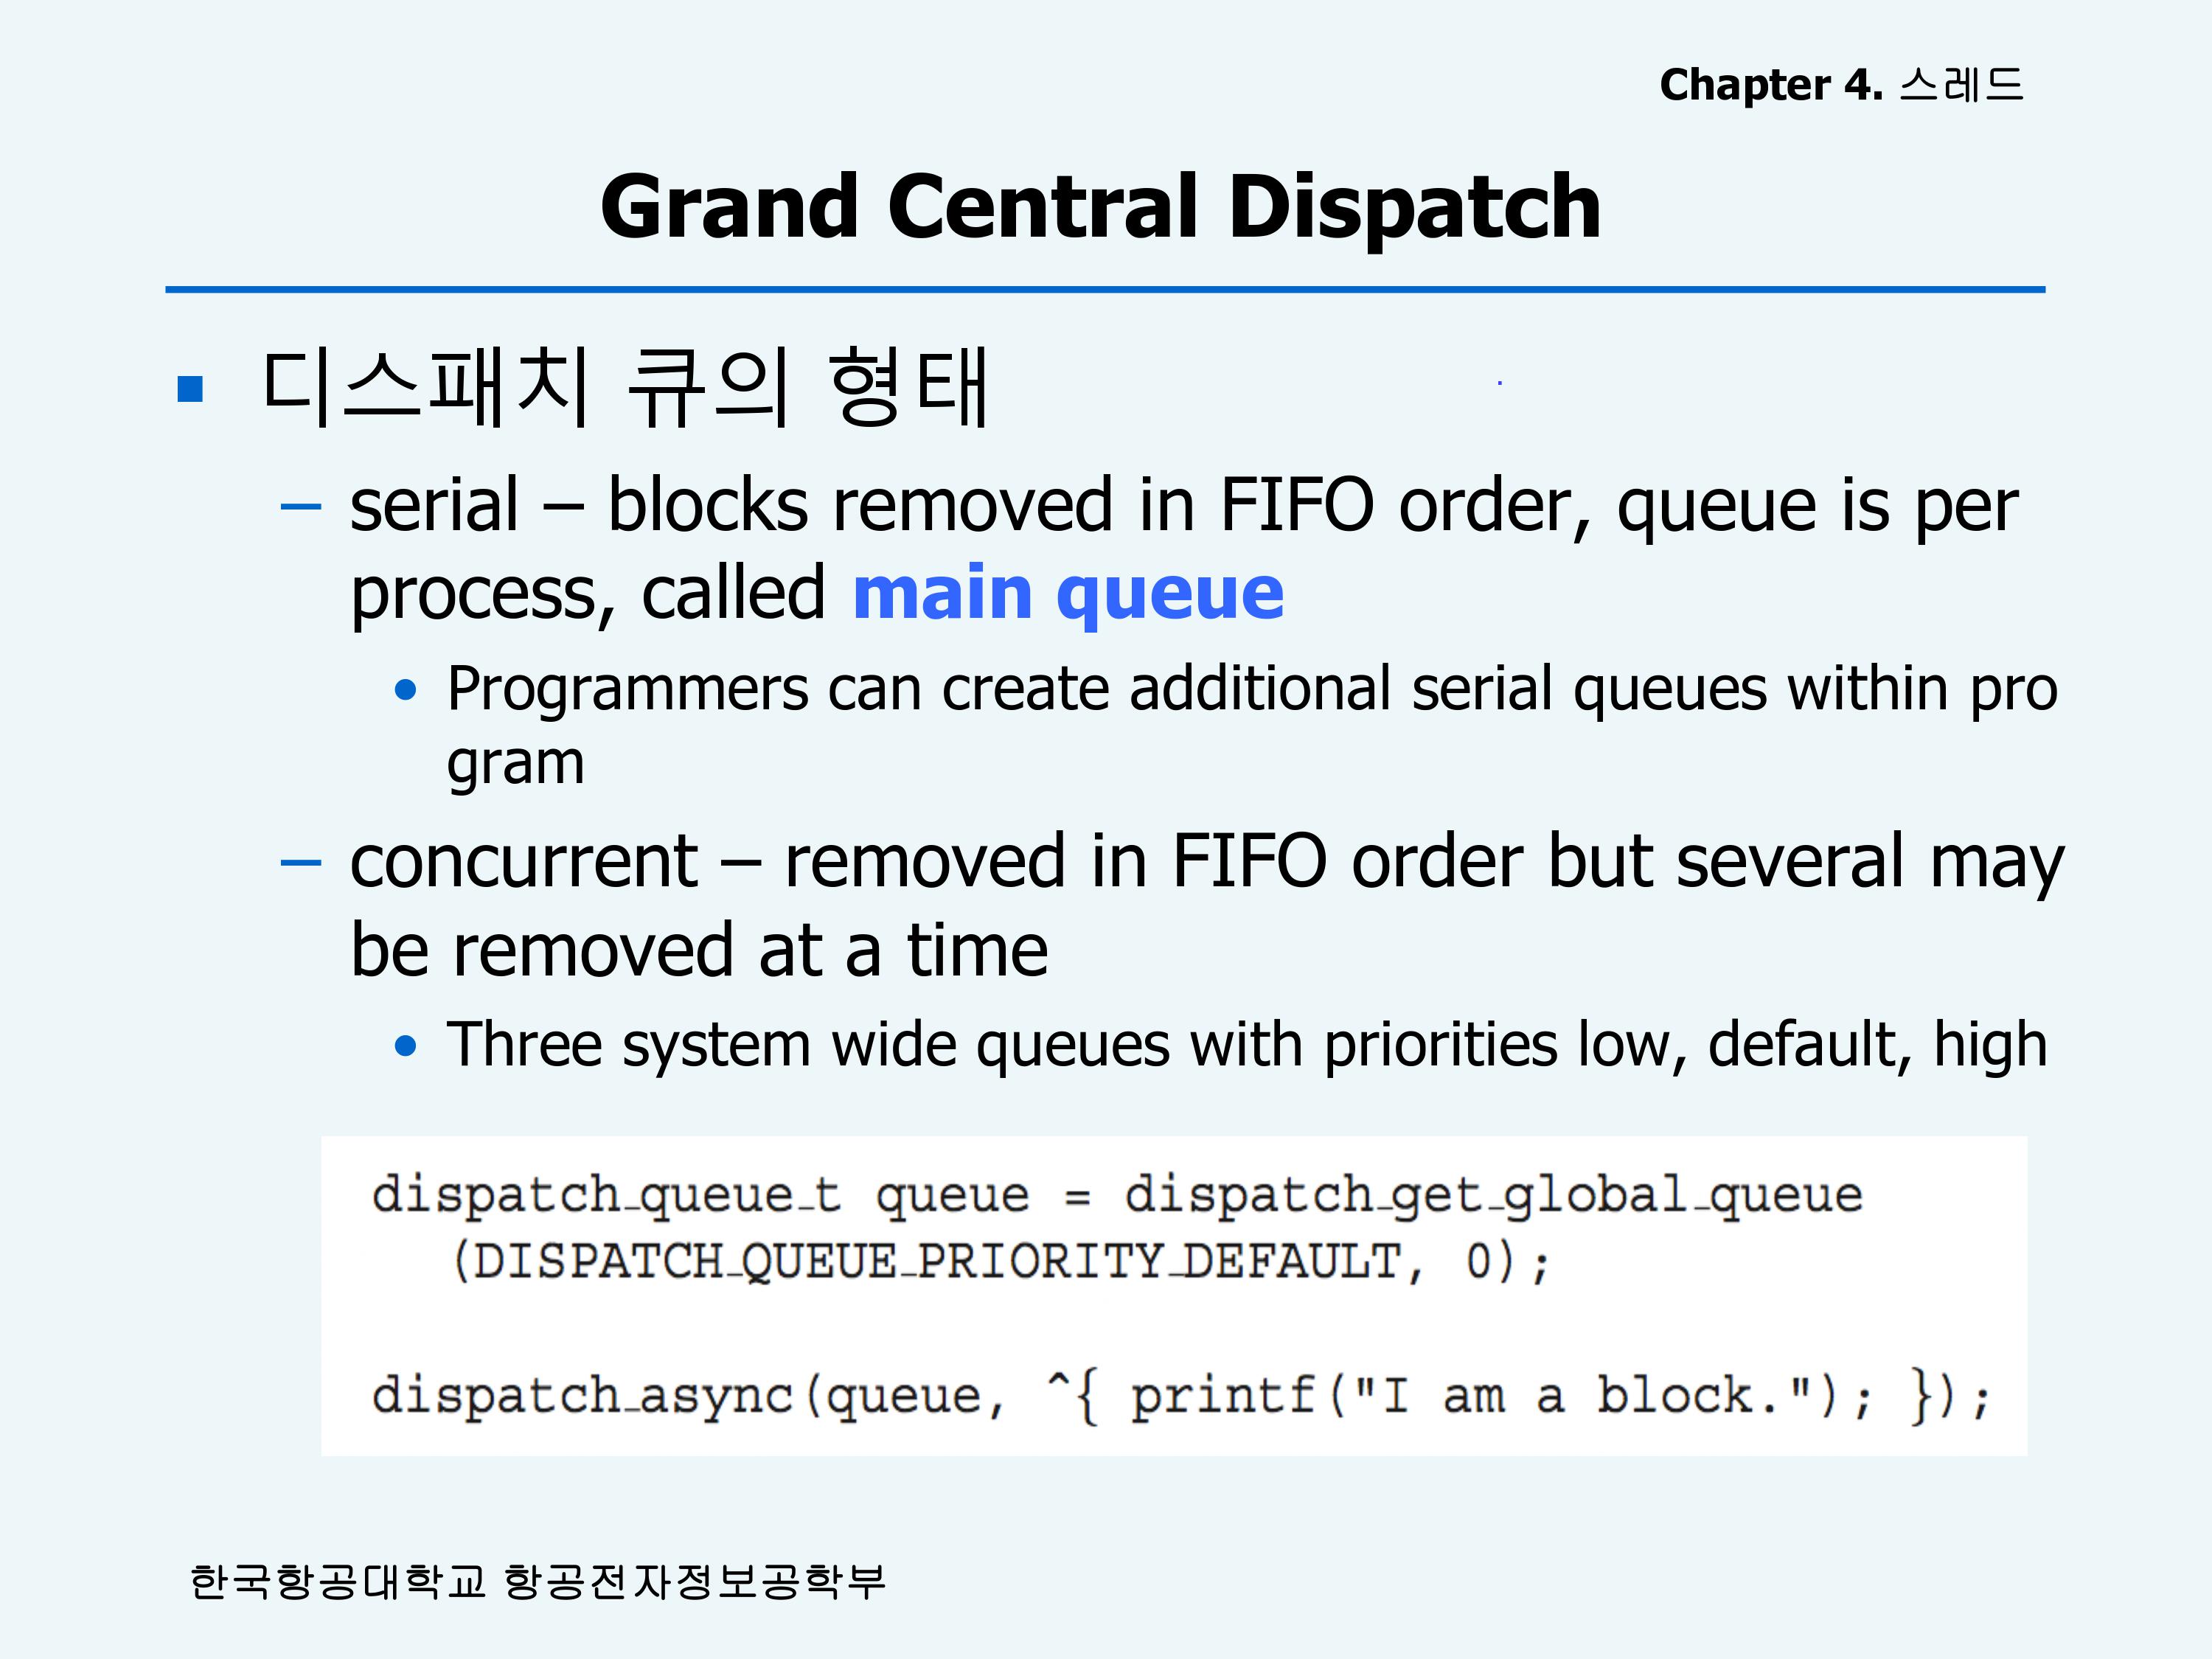 Chapter 4. 스레드
Grand Central Dispatch
▪ 디스패치 큐의 형태
– serial – blocks removed in FIFO order, queue is per
process, called main queue
• Programmers can create additional serial queues within pro
gram
– concurrent – removed in FIFO order but several may
be removed at a time
• Three system wide queues with priorities low, default, high
dispatch_queue_t queue = dispatch_get_global_queue
(DISPATCH_QUEUE_PRIORITY_DEFAULT, 0);
dispatch_async(queue, ^{ printf("I am a block."); });
한국항공대학교 항공전자정보공학부